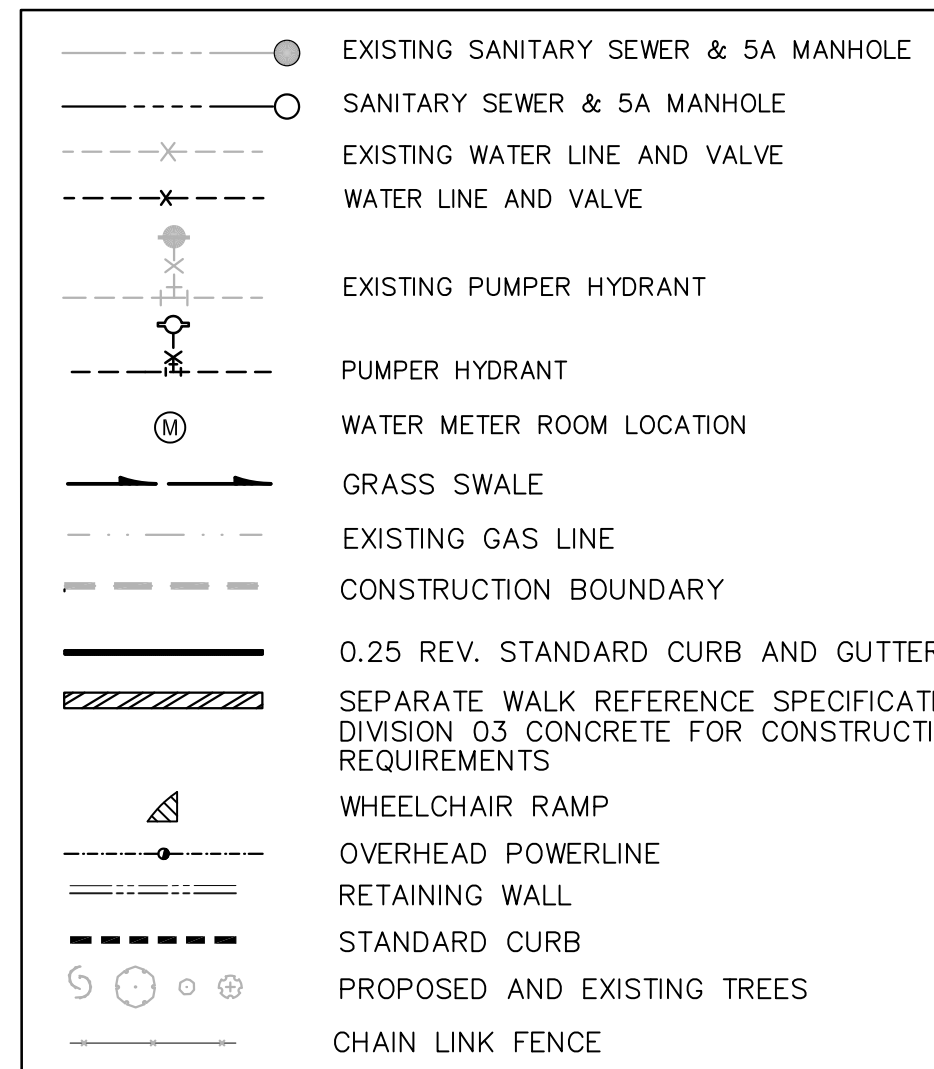 EXISTING SANITARY SEWER & 5A MANHOLE
SANITARY SEWER & 5A MANHOLE
EXISTING WATER LINE AND VALVE
WATER LINE AND VALVE
EXISTING PUMPER HYDRANT
PUMPER HYDRANT
M WATER METER ROOM LOCATION
GRASS SWALE
EXISTING GAS LINE
CONSTRUCTION BOUNDARY
0.25 REV. STANDARD CURB AND GUTTER
SEPARATE WALK REFERENCE SPECIFICATI
DIVISION 03 CONCRETE FOR CONSTRUCTI
REQUIREMENTS
WHEELCHAIR RAMP
OVERHEAD POWERLINE
RETAINING WALL
STANDARD CURB
PROPOSED AND EXISTING TREES
CHAIN LINK FENCE